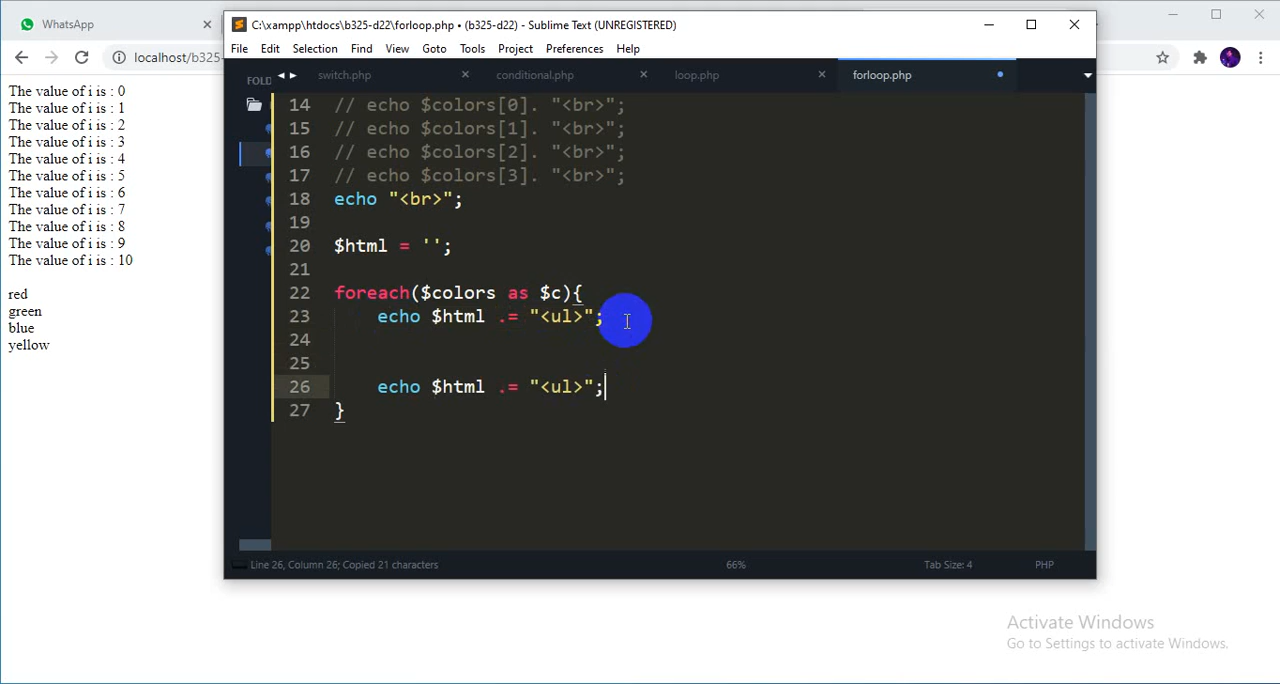 WhatsApp
localhost/b325-
The value of i is : 0
The value of i is : 1
The value of i is : 2
The value of i is : 3
The value of i is : 4
The value of i is : 5
The value of i is : 6
The value of i is : 7
The value of i is : 8
The value of i is : 9
The value of i is : 10
red
green
blue
yellow
C:\xampp\htdocs\b325-d22\forloop.php • (b325-d22) - Sublime Text (UNREGISTERED)
File Edit Selection Find View Goto Tools Project Preferences Help
FOLD
switch.php conditional.php loop.php forloop.php
14 // echo $colors[0]. "<br>";
15 // echo $colors[1]. "<br>";
16 // echo $colors[2]. "<br>";
17 // echo $colors[3]. "<br>";
18 echo "<br>";
19
20 $html = '';
21
22 foreach($colors as $c){
23 echo $html .= "<ul>";
24
25
26 echo $html .= "<ul>";
27 }
Line 26, Column 26; Copied 21 characters 66% Tab Size: 4 PHP
Activate Windows
Go to Settings to activate Windows.